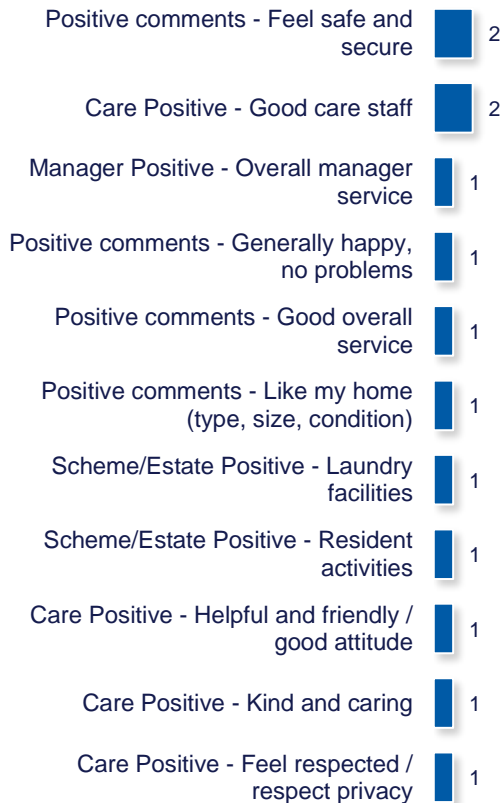 Positive comments - Feel safe and
secure
2
Care Positive - Good care staff
2
Manager Positive - Overall manager
service
1
Positive comments - Generally happy,
no problems
1
Positive comments - Good overall
service
1
Positive comments - Like my home
(type, size, condition)
1
Scheme/Estate Positive - Laundry
facilities
1
Scheme/Estate Positive - Resident
activities
1
Care Positive - Helpful and friendly /
good attitude
1
Care Positive - Kind and caring
1
Care Positive - Feel respected /
respect privacy
1